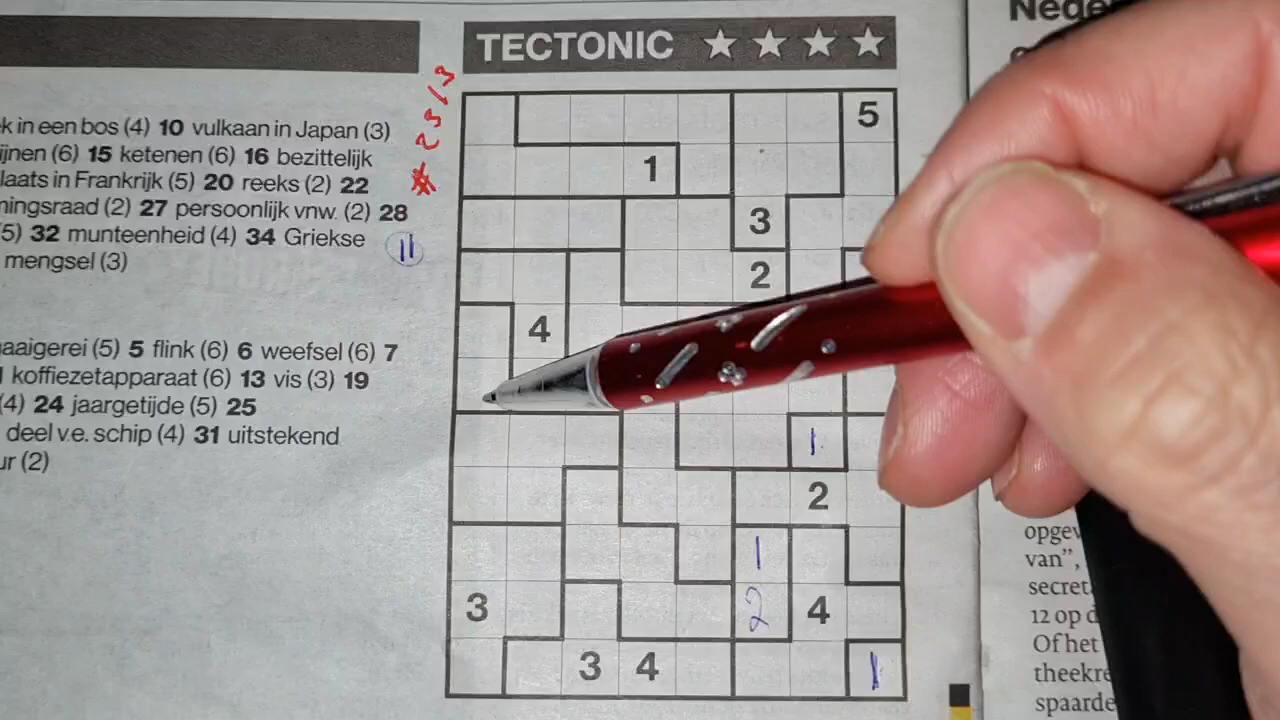 Nede
TECTONIC
# 2313
k in een bos (4) 10 vulkaan in Japan (3)
ijnen (6) 15 ketenen (6) 16 bezittelijk
laats in Frankrijk (5) 20 reeks (2) 22
ningsraad (2) 27 persoonlijk vnw. (2) 28
(5) 32 munteenheid (4) 34 Griekse
mengsel (3)
11
aaigerei (5) 5 flink (6) 6 weefsel (6) 7
koffiezetapparaat (6) 13 vis (3) 19
(4) 24 jaargetijde (5) 25
deel v.e. schip (4) 31 uitstekend
ur (2)
5
1
3
2
4
1
2
1
3 2 4
3 4 1
opgev
van",
secret
12 op d
Of het
theekre
spaarde